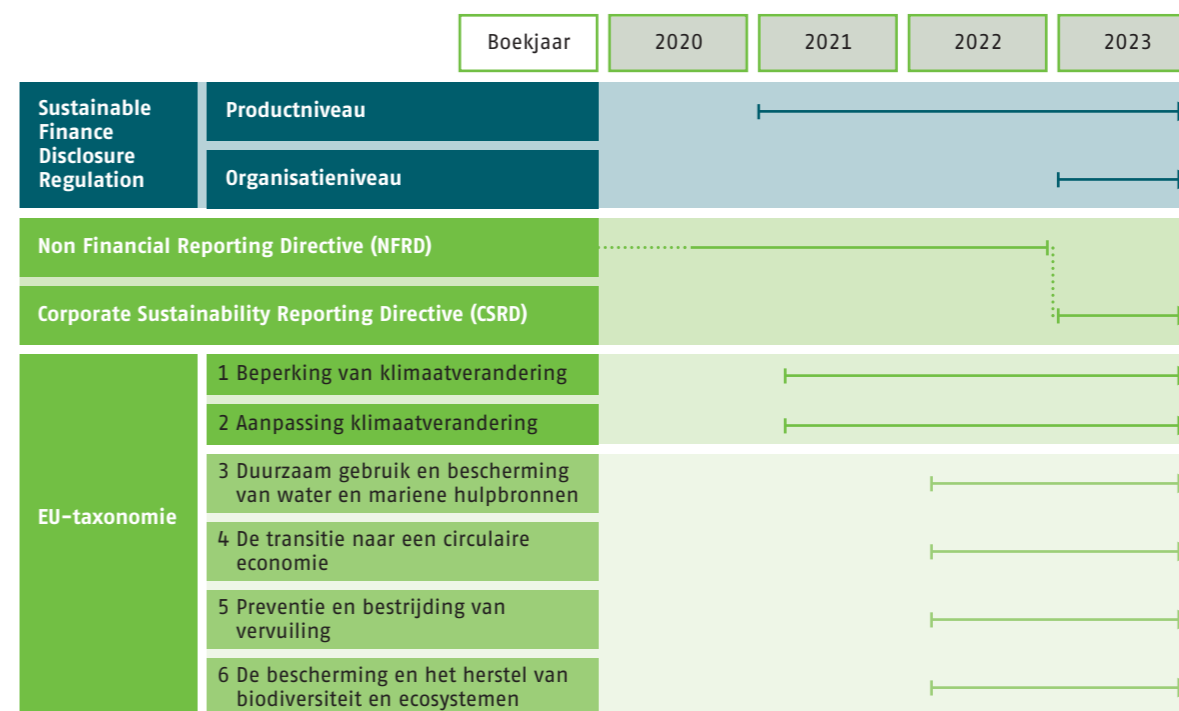 Boekjaar 2020 2021 2022 2023
Sustainable
Finance
Disclosure
Regulation
Productniveau
Organisatieniveau
Non Financial Reporting Directive (NFRD)
Corporate Sustainability Reporting Directive (CSRD)
EU-taxonomie
1 Beperking van klimaatverandering
2 Aanpassing klimaatverandering
3 Duurzaam gebruik en bescherming
van water en mariene hulpbronnen
4 De transitie naar een circulaire
economie
5 Preventie en bestrijding van
vervuiling
6 De bescherming en het herstel van
biodiversiteit en ecosystemen